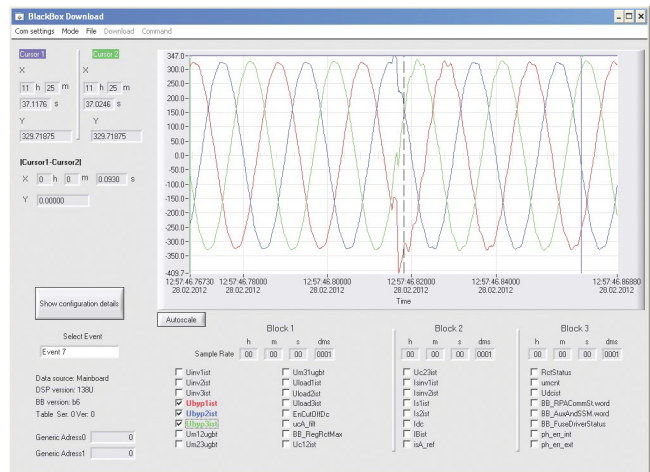 BlackBox Download
Com settings Mode File Download Command
Cursor 1 Cursor 2
X X
11 h 25 m 11 h 25 m
37.1176 s 37.0246 s
Y Y
329.71875 329.71875
|Cursor1-Cursor2|
X 0 h 0 m 0.0930 s
Y 0.00000
Show configuration details
Select Event
Event 7
Data source: Mainboard
DSP version: 138U
BB version: b6
Table Ser: 0 Ver: 0
Generic Adress0 0
Generic Adress1 0
347.0
300.0
250.0
200.0
150.0
100.0
50.0
0.0
-50.0
-100.0
-150.0
-200.0
-250.0
-300.0
-350.0
-409.7
12:57:46.76730 12:57:46.78000 12:57:46.80000 12:57:46.82000 12:57:46.84000 12:57:46.86880
28.02.2012 28.02.2012 28.02.2012 28.02.2012 28.02.2012 28.02.2012
Time
Autoscale
Block 1
h m s dms
Sample Rate 00 00 00 0001
Uinv1ist
Uinv2ist
Uinv3ist
Ubyp1ist
Ubyp2ist
Ubyp3ist
Um12ugbt
Um23ugbt
Um31ugbt
Uload1ist
Uload2ist
Uload3ist
EnCutOffDc
ucA_filt
BB_RegRctMax
Uc12ist
Block 2
h m s dms
00 00 00 0001
Uc23ist
Isinv1ist
Isinv2ist
Is1ist
Is2ist
Idc
IBist
isA_ref
Block 3
h m s dms
00 00 00 0001
RctStatus
umcnt
Udcist
BB_RPACommSt.word
BB_AuxAndSSM.word
BB_FuseDriverStatus
ph_err_int
ph_err_ext